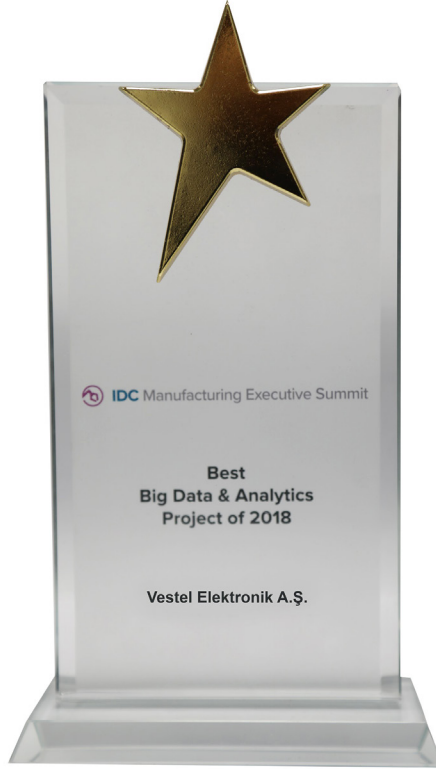 IDC Manufacturing Executive Summit
Best
Big Data & Analytics
Project of 2018
Vestel Elektronik A.Ş.